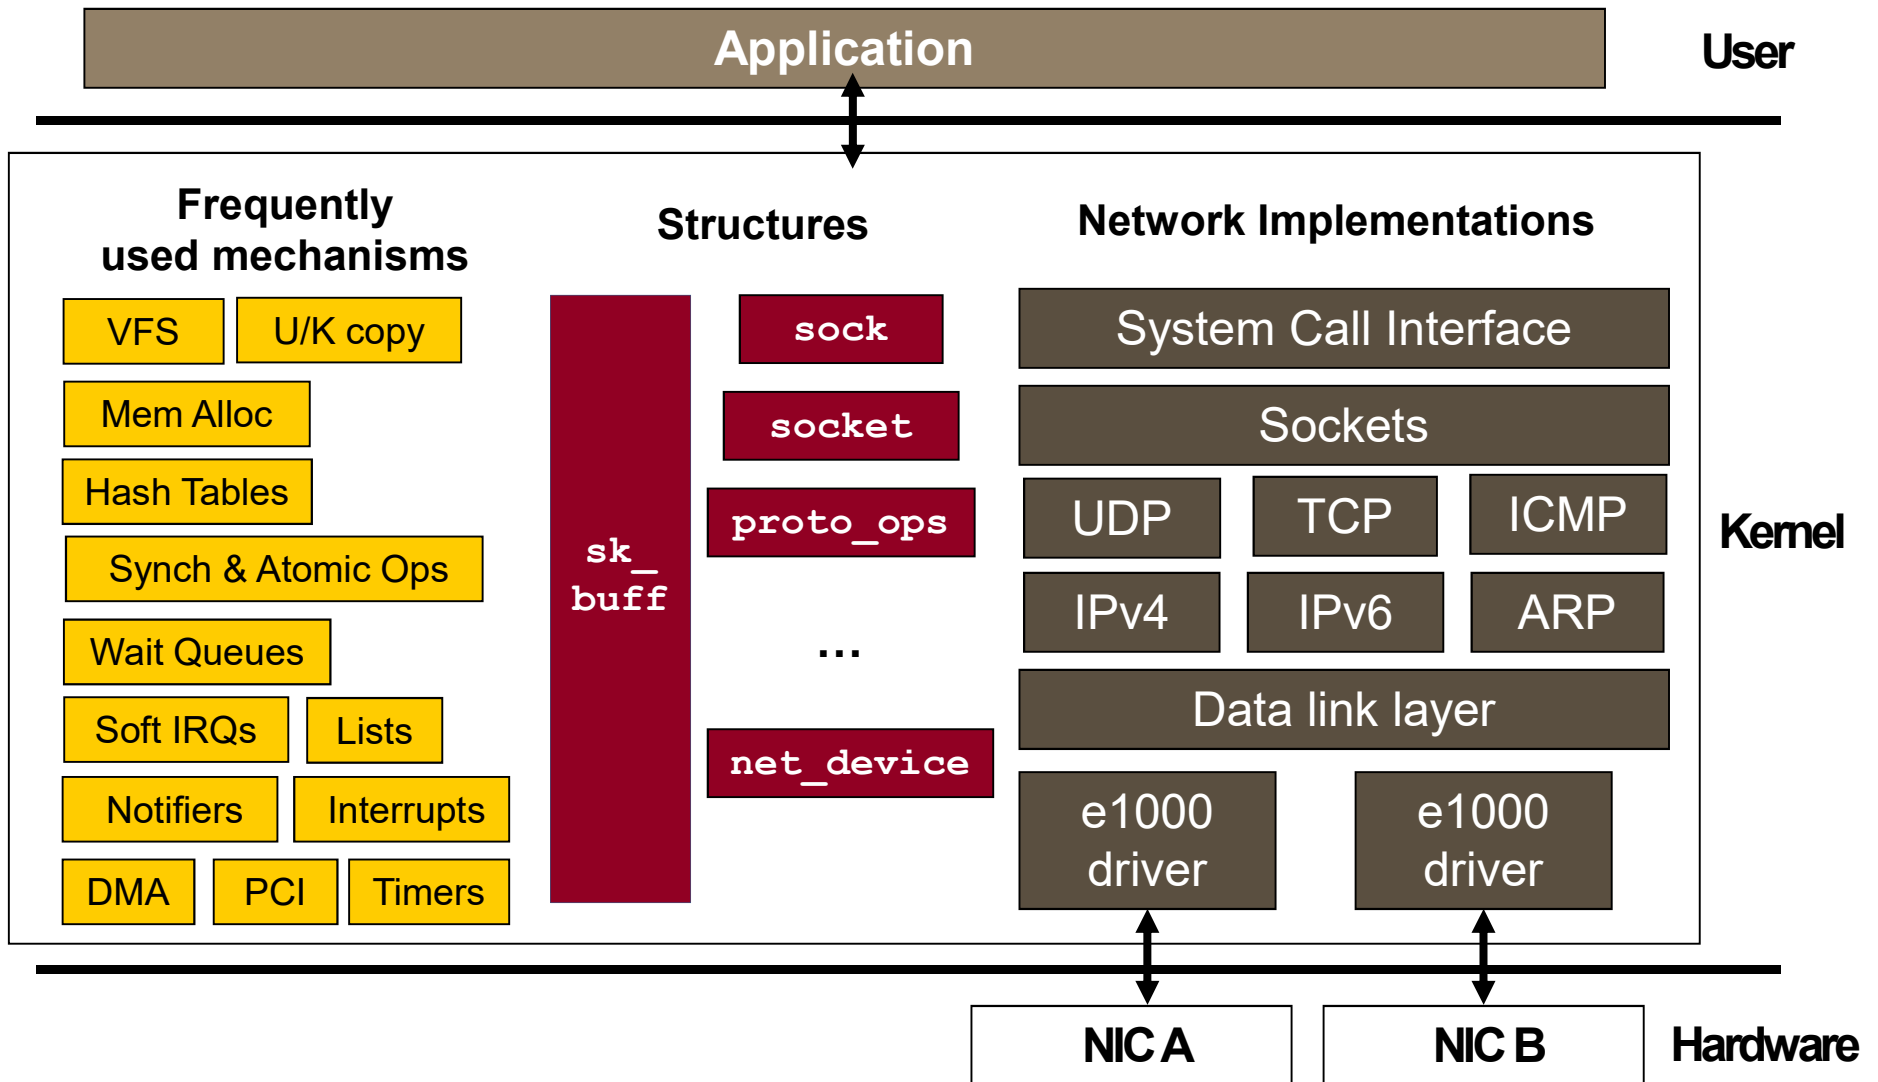 Application
User
Frequently
used mechanisms
Structures
Network Implementations
VFS
U/K copy
Mem Alloc
Hash Tables
Synch & Atomic Ops
Wait Queues
Soft IRQs
Lists
Notifiers
Interrupts
DMA
PCI
Timers
sk_
buff
sock
socket
proto_ops
...
net_device
System Call Interface
Sockets
UDP
TCP
ICMP
IPv4
IPv6
ARP
Data link layer
e1000
driver
e1000
driver
Kernel
NIC A
NIC B
Hardware